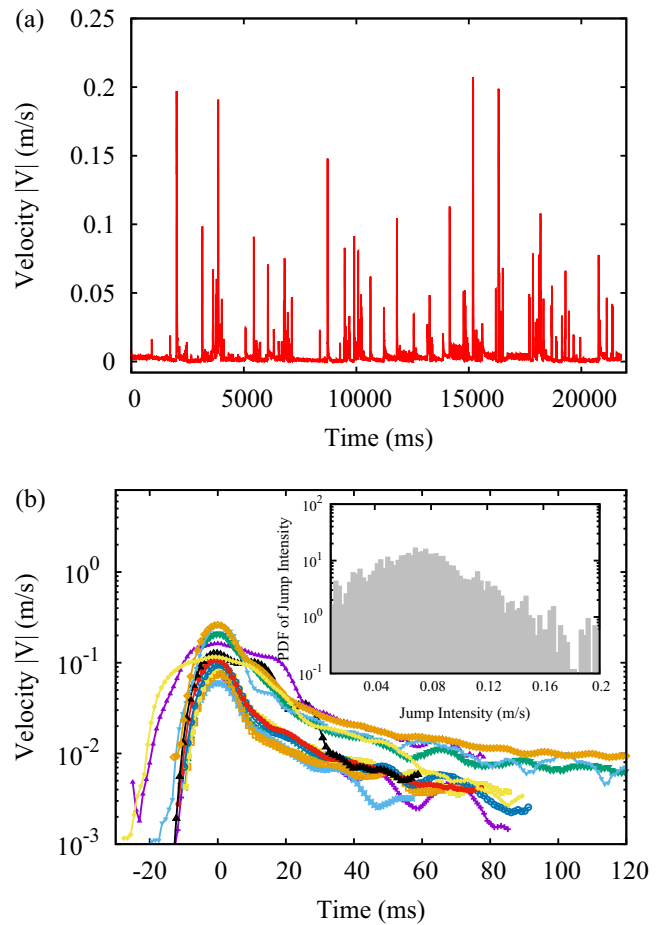 (a)
Velocity |V| (m/s)
0.25
0.2
0.15
0.1
0.05
0
0 5000 10000 15000 20000
Time (ms)
(b)
Velocity |V| (m/s)
10^0
10^-1
10^-2
10^-3
-20 0 20 40 60 80 100 120
Time (ms)
PDF of Jump Intensity
10^2
10^1
10^0
10^-1
0.04 0.08 0.12 0.16 0.2
Jump Intensity (m/s)